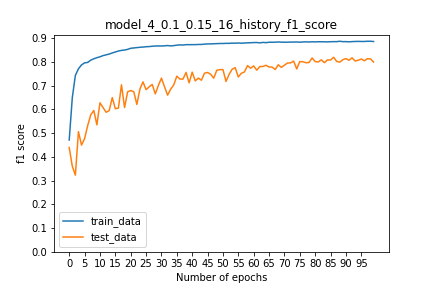 model_4_0.1_0.15_16_history_f1_score
0.9
0.8
0.7
0.6
0.5
0.4
0.3
0.2
0.1
0.0
f1 score
train_data
test_data
0 5 10 15 20 25 30 35 40 45 50 55 60 65 70 75 80 85 90 95
Number of epochs